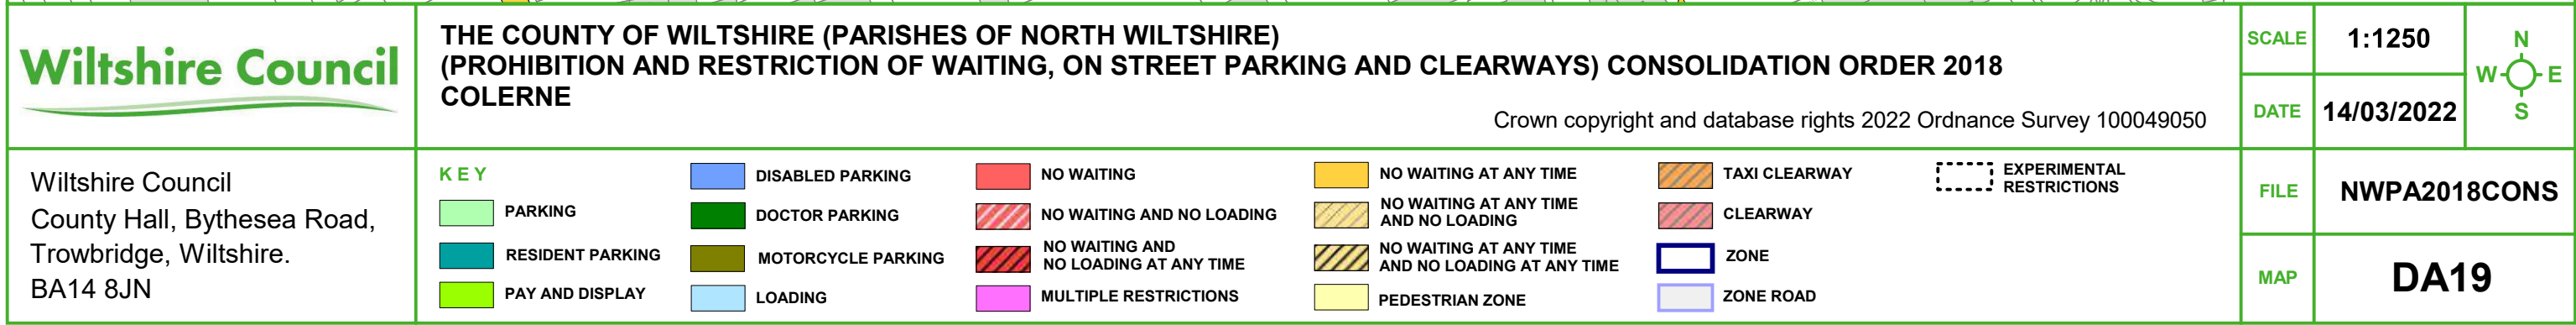 Wiltshire Council
THE COUNTY OF WILTSHIRE (PARISHES OF NORTH WILTSHIRE)
(PROHIBITION AND RESTRICTION OF WAITING, ON STREET PARKING AND CLEARWAYS) CONSOLIDATION ORDER 2018
COLERNE
Crown copyright and database rights 2022 Ordnance Survey 100049050
SCALE 1:1250
DATE 14/03/2022
N
W E
S
Wiltshire Council
County Hall, Bythesea Road,
Trowbridge, Wiltshire.
BA14 8JN
KEY
PARKING
RESIDENT PARKING
PAY AND DISPLAY
DISABLED PARKING
DOCTOR PARKING
MOTORCYCLE PARKING
LOADING
NO WAITING
NO WAITING AND NO LOADING
NO WAITING AND
NO LOADING AT ANY TIME
MULTIPLE RESTRICTIONS
NO WAITING AT ANY TIME
NO WAITING AT ANY TIME
AND NO LOADING
NO WAITING AT ANY TIME
AND NO LOADING AT ANY TIME
PEDESTRIAN ZONE
TAXI CLEARWAY
CLEARWAY
ZONE
ZONE ROAD
EXPERIMENTAL
RESTRICTIONS
FILE NWPA2018CONS
MAP DA19